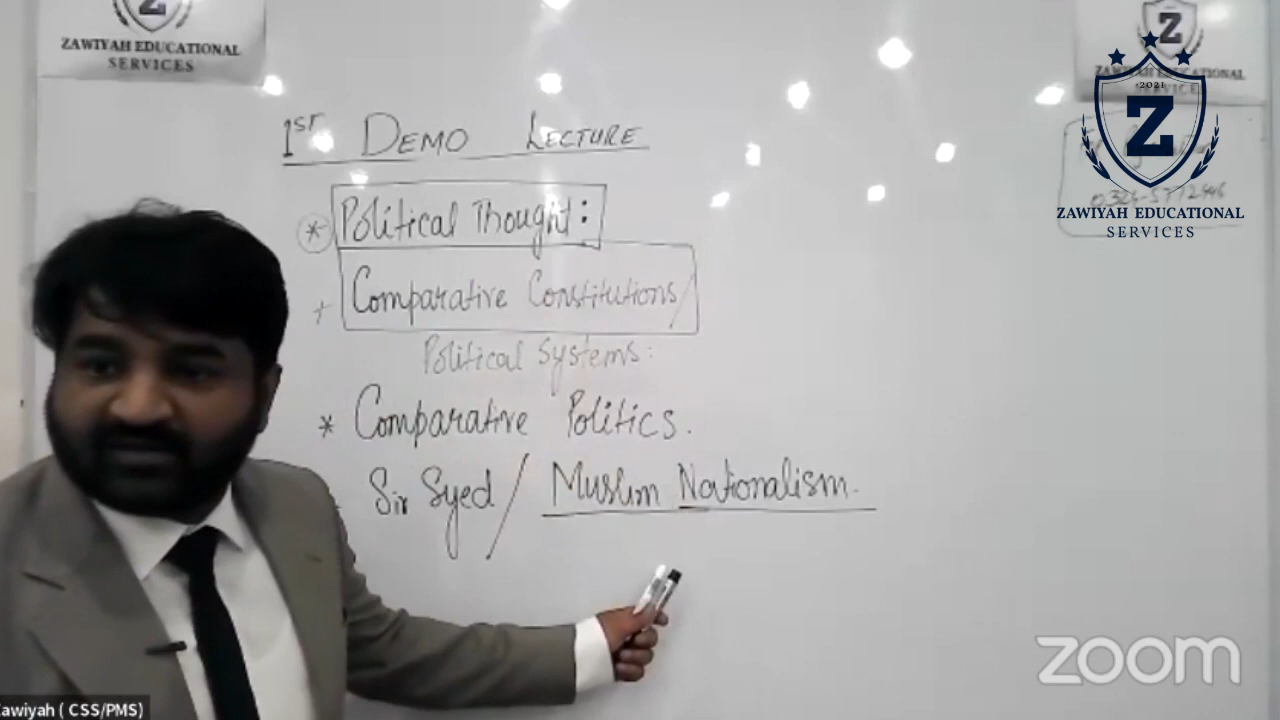 Z
ZAWIYAH EDUCATIONAL
SERVICES
1st DEMO LECTURE
* Political Thought:
+ Comparative Constitutions/
Political Systems:
* Comparative Politics.
Sir Syed / Muslim Nationalism.
Z
2021
Z
ZAWIYAH EDUCATIONAL
SERVICES
zoom
Zawiyah ( CSS/PMS)